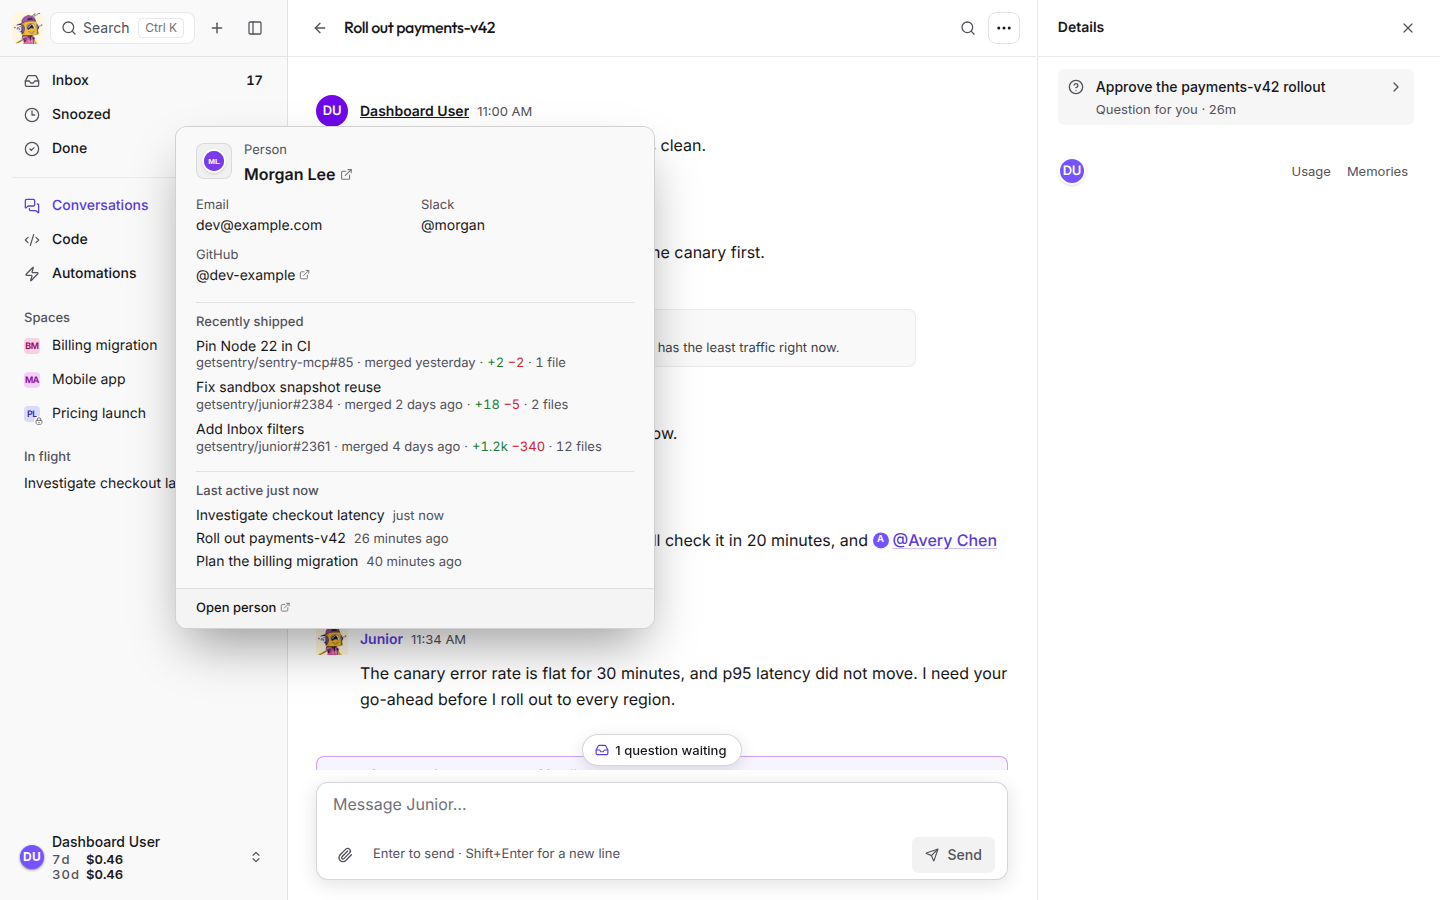 Search Ctrl K
Inbox 17
Snoozed
Done
Conversations
Code
Automations
Spaces
BM Billing migration
MA Mobile app
PL Pricing launch
In flight
Investigate checkout la
DU Dashboard User
7d $0.46
30d $0.46
Roll out payments-v42
DU Dashboard User 11:00 AM
clean.
ne canary first.
has the least traffic right now.
ow.
ll check it in 20 minutes, and A @Avery Chen
Person
ML Morgan Lee
Email Slack
dev@example.com @morgan
GitHub
@dev-example
Recently shipped
Pin Node 22 in CI
getsentry/sentry-mcp#85 · merged yesterday · +2 −2 · 1 file
Fix sandbox snapshot reuse
getsentry/junior#2384 · merged 2 days ago · +18 −5 · 2 files
Add Inbox filters
getsentry/junior#2361 · merged 4 days ago · +1.2k −340 · 12 files
Last active just now
Investigate checkout latency just now
Roll out payments-v42 26 minutes ago
Plan the billing migration 40 minutes ago
Open person
Junior 11:34 AM
The canary error rate is flat for 30 minutes, and p95 latency did not move. I need your
go-ahead before I roll out to every region.
1 question waiting
Message Junior...
Enter to send · Shift+Enter for a new line
Send
Details
Approve the payments-v42 rollout
Question for you · 26m
DU Usage Memories